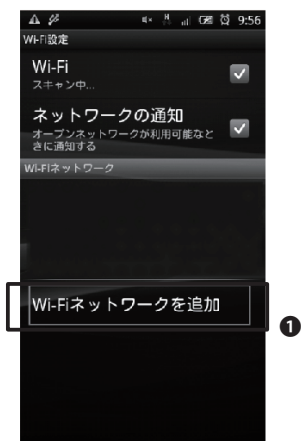 9:56
Wi-Fi設定
Wi-Fi
スキャン中...
ネットワークの通知
オープンネットワークが利用可能なと
きに通知する
Wi-Fiネットワーク
Wi-Fiネットワークを追加
❶